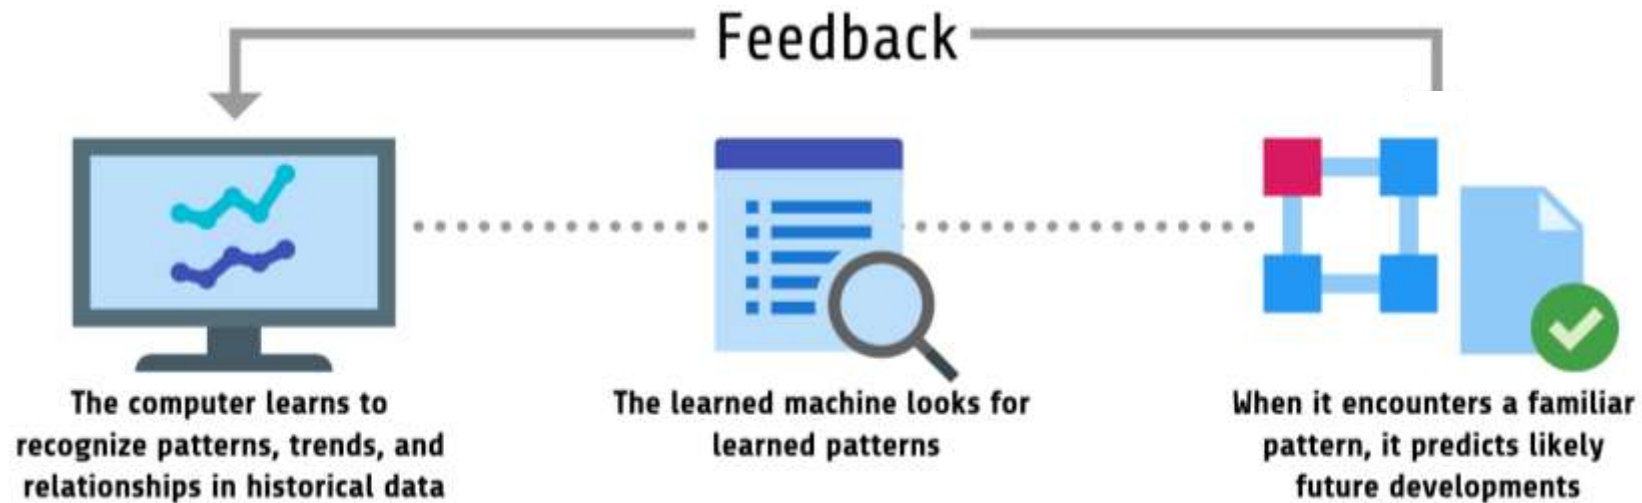 Feedback
The computer learns to
recognize patterns, trends, and
relationships in historical data
The learned machine looks for
learned patterns
When it encounters a familiar
pattern, it predicts likely
future developments